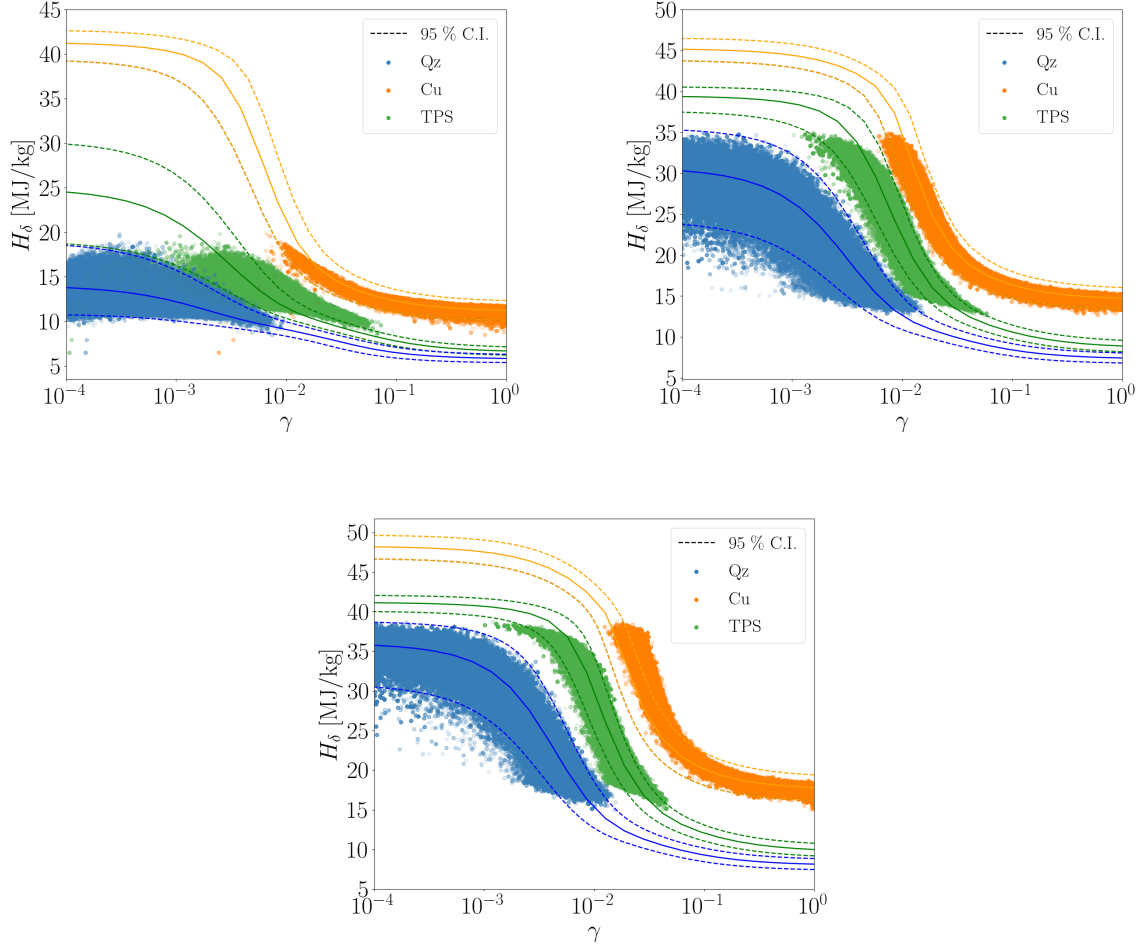 45
40
35
30
25
20
15
10
5
H_δ [MJ/kg]
10^{-4}
10^{-3}
10^{-2}
10^{-1}
10^0
γ
95 % C.I.
Qz
Cu
TPS
50
45
40
35
30
25
20
15
10
5
H_δ [MJ/kg]
10^{-4}
10^{-3}
10^{-2}
10^{-1}
10^0
γ
95 % C.I.
Qz
Cu
TPS
50
45
40
35
30
25
20
15
10
5
H_δ [MJ/kg]
10^{-4}
10^{-3}
10^{-2}
10^{-1}
10^0
γ
95 % C.I.
Qz
Cu
TPS